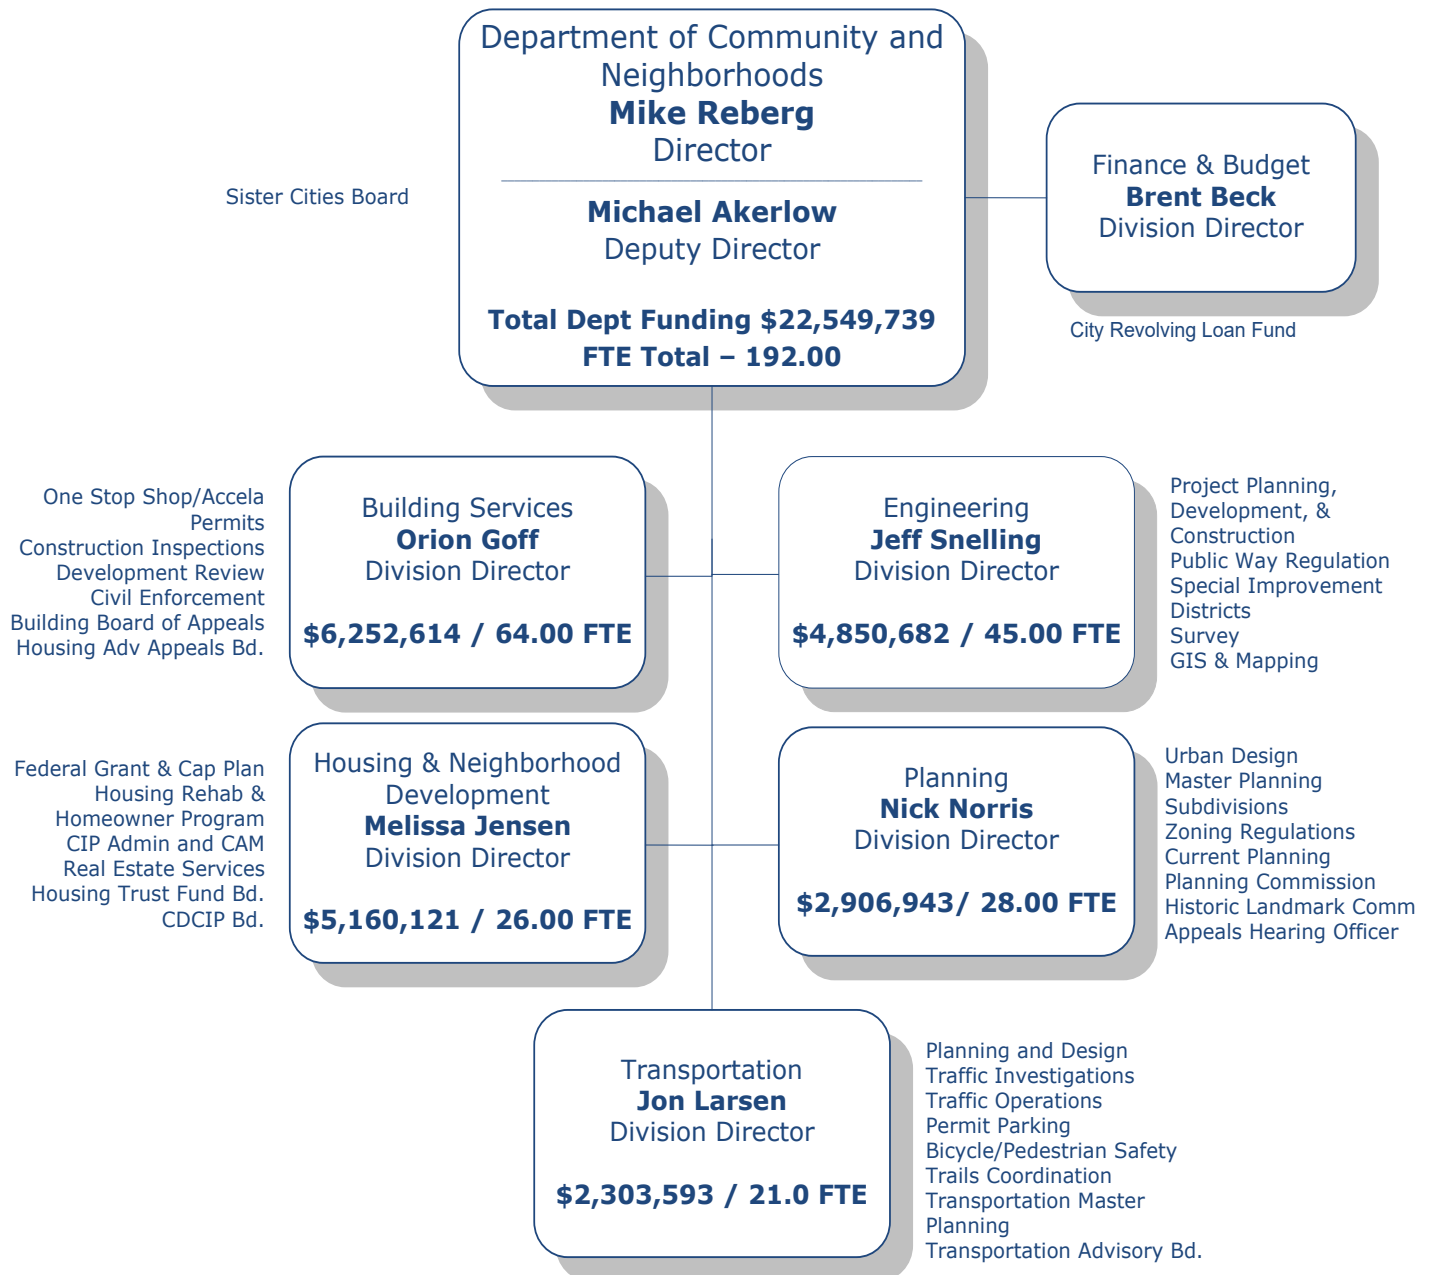 Department of Community and
Neighborhoods
Mike Reberg
Director
Michael Akerlow
Deputy Director
Total Dept Funding $22,549,739
FTE Total – 192.00
Sister Cities Board
Finance & Budget
Brent Beck
Division Director
City Revolving Loan Fund
One Stop Shop/Accela
Permits
Construction Inspections
Development Review
Civil Enforcement
Building Board of Appeals
Housing Adv Appeals Bd.
Building Services
Orion Goff
Division Director
$6,252,614 / 64.00 FTE
Engineering
Jeff Snelling
Division Director
$4,850,682 / 45.00 FTE
Project Planning,
Development, &
Construction
Public Way Regulation
Special Improvement
Districts
Survey
GIS & Mapping
Federal Grant & Cap Plan
Housing Rehab &
Homeowner Program
CIP Admin and CAM
Real Estate Services
Housing Trust Fund Bd.
CDCIP Bd.
Housing & Neighborhood
Development
Melissa Jensen
Division Director
$5,160,121 / 26.00 FTE
Planning
Nick Norris
Division Director
$2,906,943/ 28.00 FTE
Urban Design
Master Planning
Subdivisions
Zoning Regulations
Current Planning
Planning Commission
Historic Landmark Comm
Appeals Hearing Officer
Transportation
Jon Larsen
Division Director
$2,303,593 / 21.0 FTE
Planning and Design
Traffic Investigations
Traffic Operations
Permit Parking
Bicycle/Pedestrian Safety
Trails Coordination
Transportation Master
Planning
Transportation Advisory Bd.